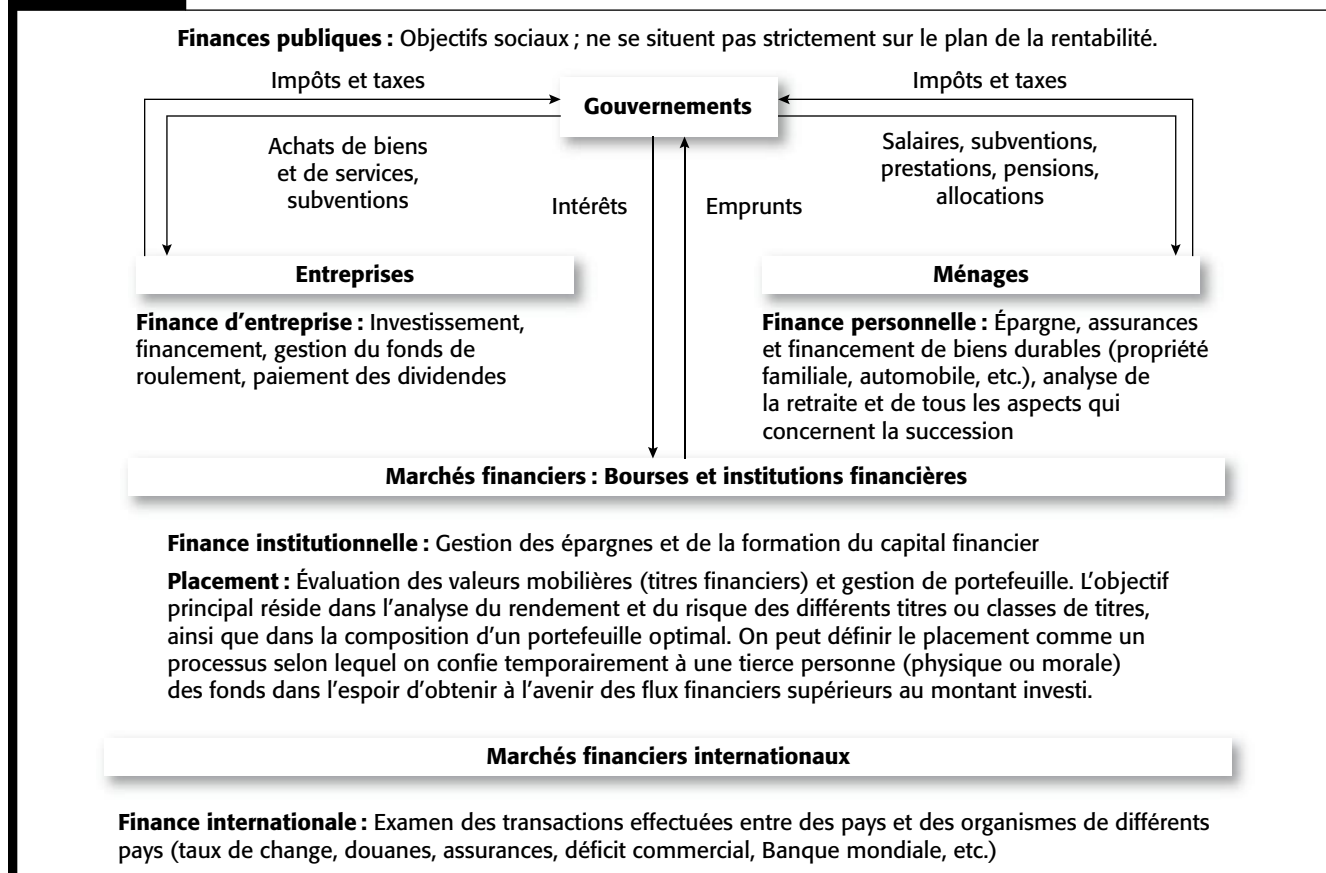 Finances publiques : Objectifs sociaux ; ne se situent pas strictement sur le plan de la rentabilité.
Impôts et taxes
Impôts et taxes
Gouvernements
Achats de biens
et de services,
subventions
Salaires, subventions,
prestations, pensions,
allocations
Intérêts
Emprunts
Entreprises
Ménages
Finance d'entreprise : Investissement,
financement, gestion du fonds de
roulement, paiement des dividendes
Finance personnelle : Épargne, assurances
et financement de biens durables (propriété
familiale, automobile, etc.), analyse de
la retraite et de tous les aspects qui
concernent la succession
Marchés financiers : Bourses et institutions financières
Finance institutionnelle : Gestion des épargnes et de la formation du capital financier
Placement : Évaluation des valeurs mobilières (titres financiers) et gestion de portefeuille. L'objectif
principal réside dans l'analyse du rendement et du risque des différents titres ou classes de titres,
ainsi que dans la composition d'un portefeuille optimal. On peut définir le placement comme un
processus selon lequel on confie temporairement à une tierce personne (physique ou morale)
des fonds dans l'espoir d'obtenir à l'avenir des flux financiers supérieurs au montant investi.
Marchés financiers internationaux
Finance internationale : Examen des transactions effectuées entre des pays et des organismes de différents
pays (taux de change, douanes, assurances, déficit commercial, Banque mondiale, etc.)